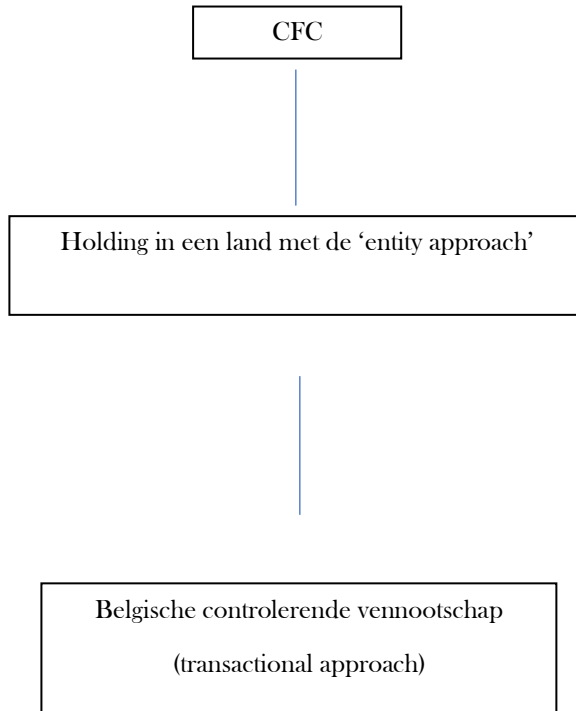 CFC
Holding in een land met de ‘entity approach’
Belgische controlerende vennootschap
(transactional approach)